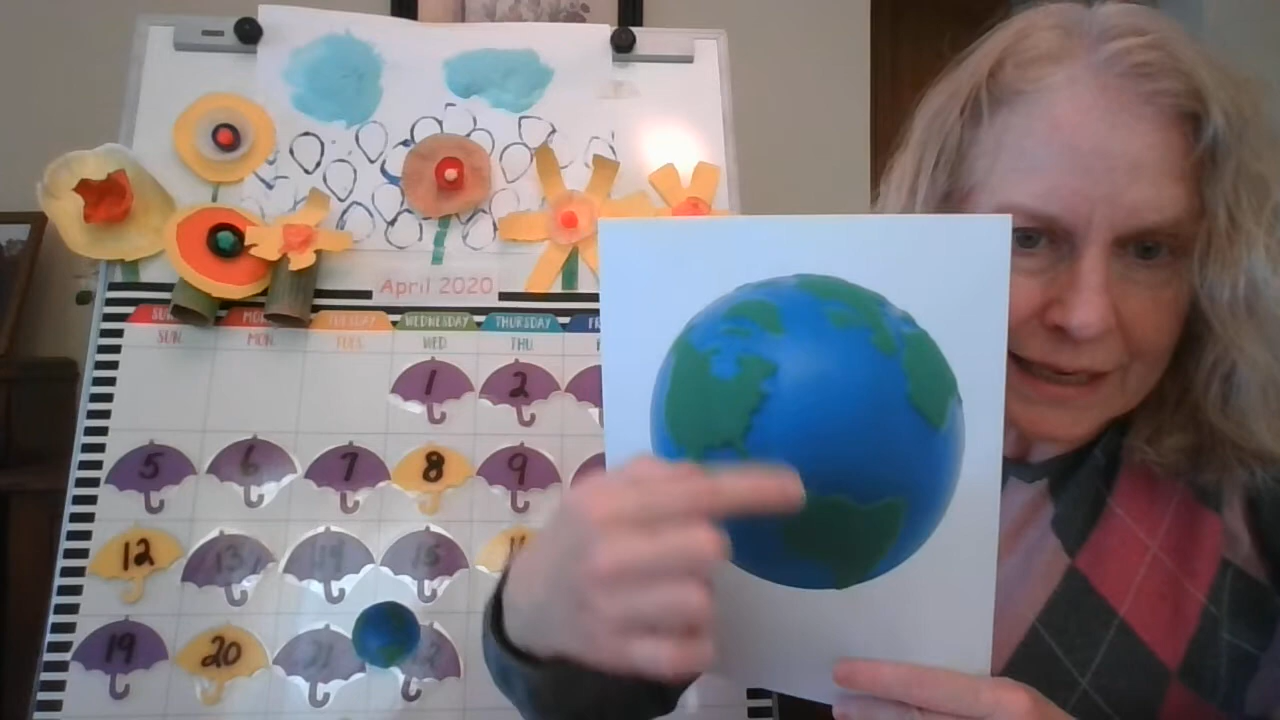 April 2020
TUESDAY WEDNESDAY THURSDAY
SUN. MON. TUES. WED THU
1 2
5 6 7 8 9
12 13 14 15
19 20 21